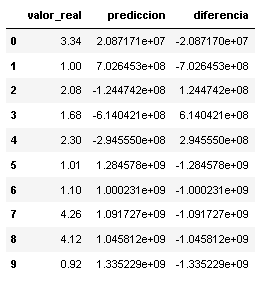 valor_real prediccion diferencia
0 3.34 2.087171e+07 -2.087170e+07
1 1.00 7.026453e+08 -7.026453e+08
2 2.08 -1.244742e+08 1.244742e+08
3 1.68 -6.140421e+08 6.140421e+08
4 2.30 -2.945550e+08 2.945550e+08
5 1.01 1.284578e+09 -1.284578e+09
6 1.10 1.000231e+09 -1.000231e+09
7 4.26 1.091727e+09 -1.091727e+09
8 4.12 1.045812e+09 -1.045812e+09
9 0.92 1.335229e+09 -1.335229e+09